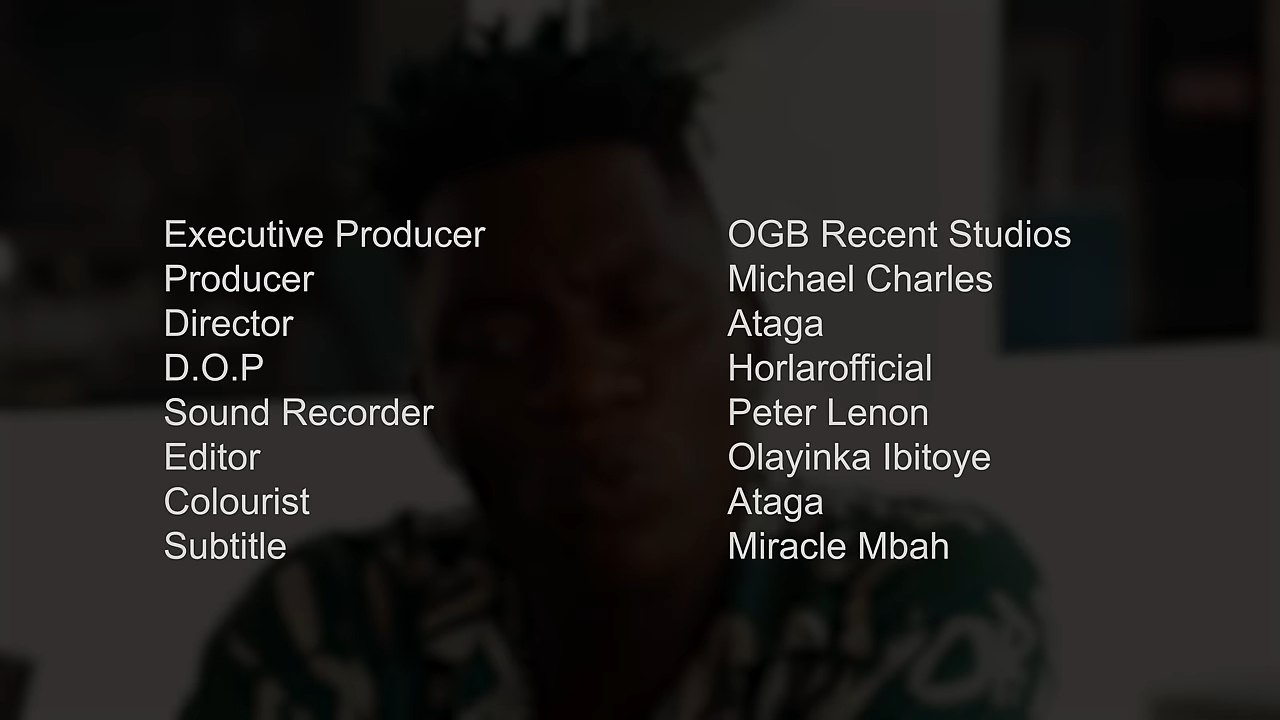 Executive Producer OGB Recent Studios
Producer Michael Charles
Director Ataga
D.O.P Horlarofficial
Sound Recorder Peter Lenon
Editor Olayinka Ibitoye
Colourist Ataga
Subtitle Miracle Mbah